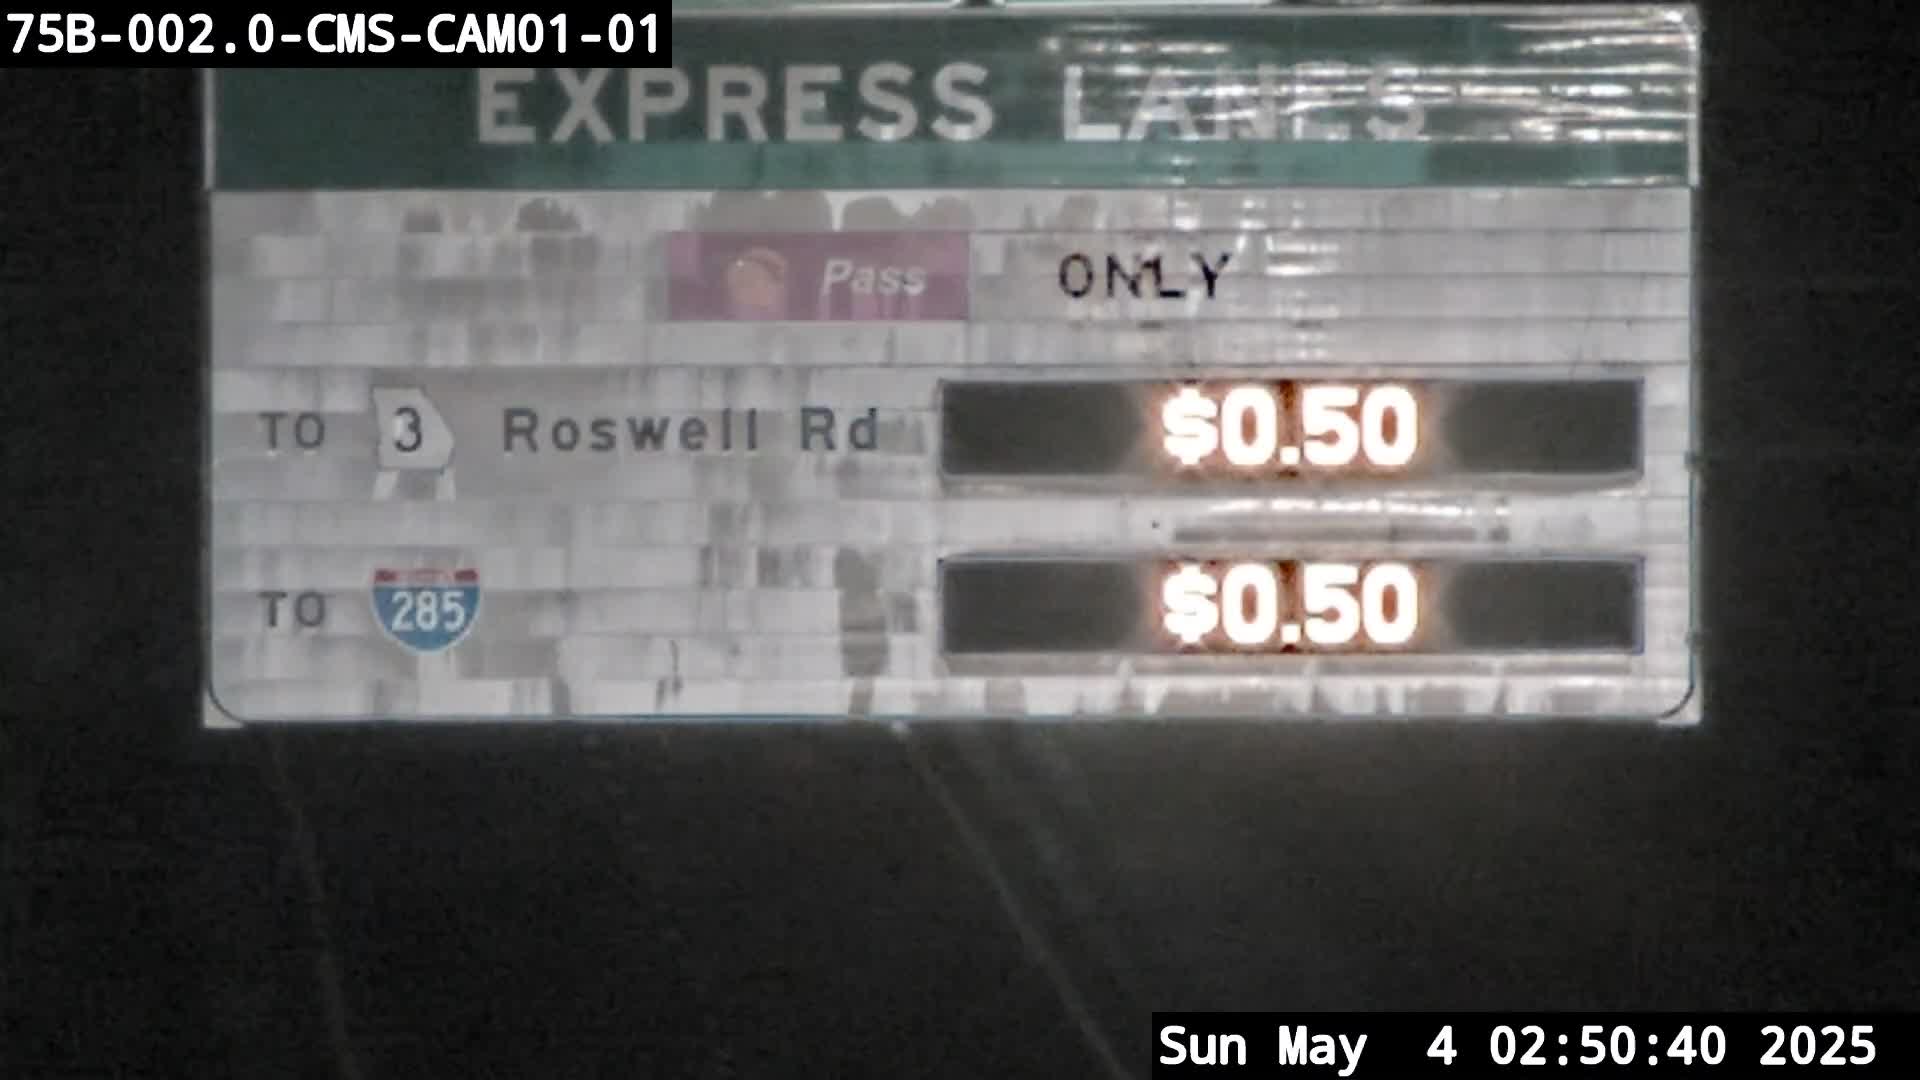 75B-002.0-CMS-CAM01-01
EXPRESS LANES
Pass ONLY
TO 3 Roswell Rd $0.50
TO 285 $0.50
Sun May 4 02:50:40 2025